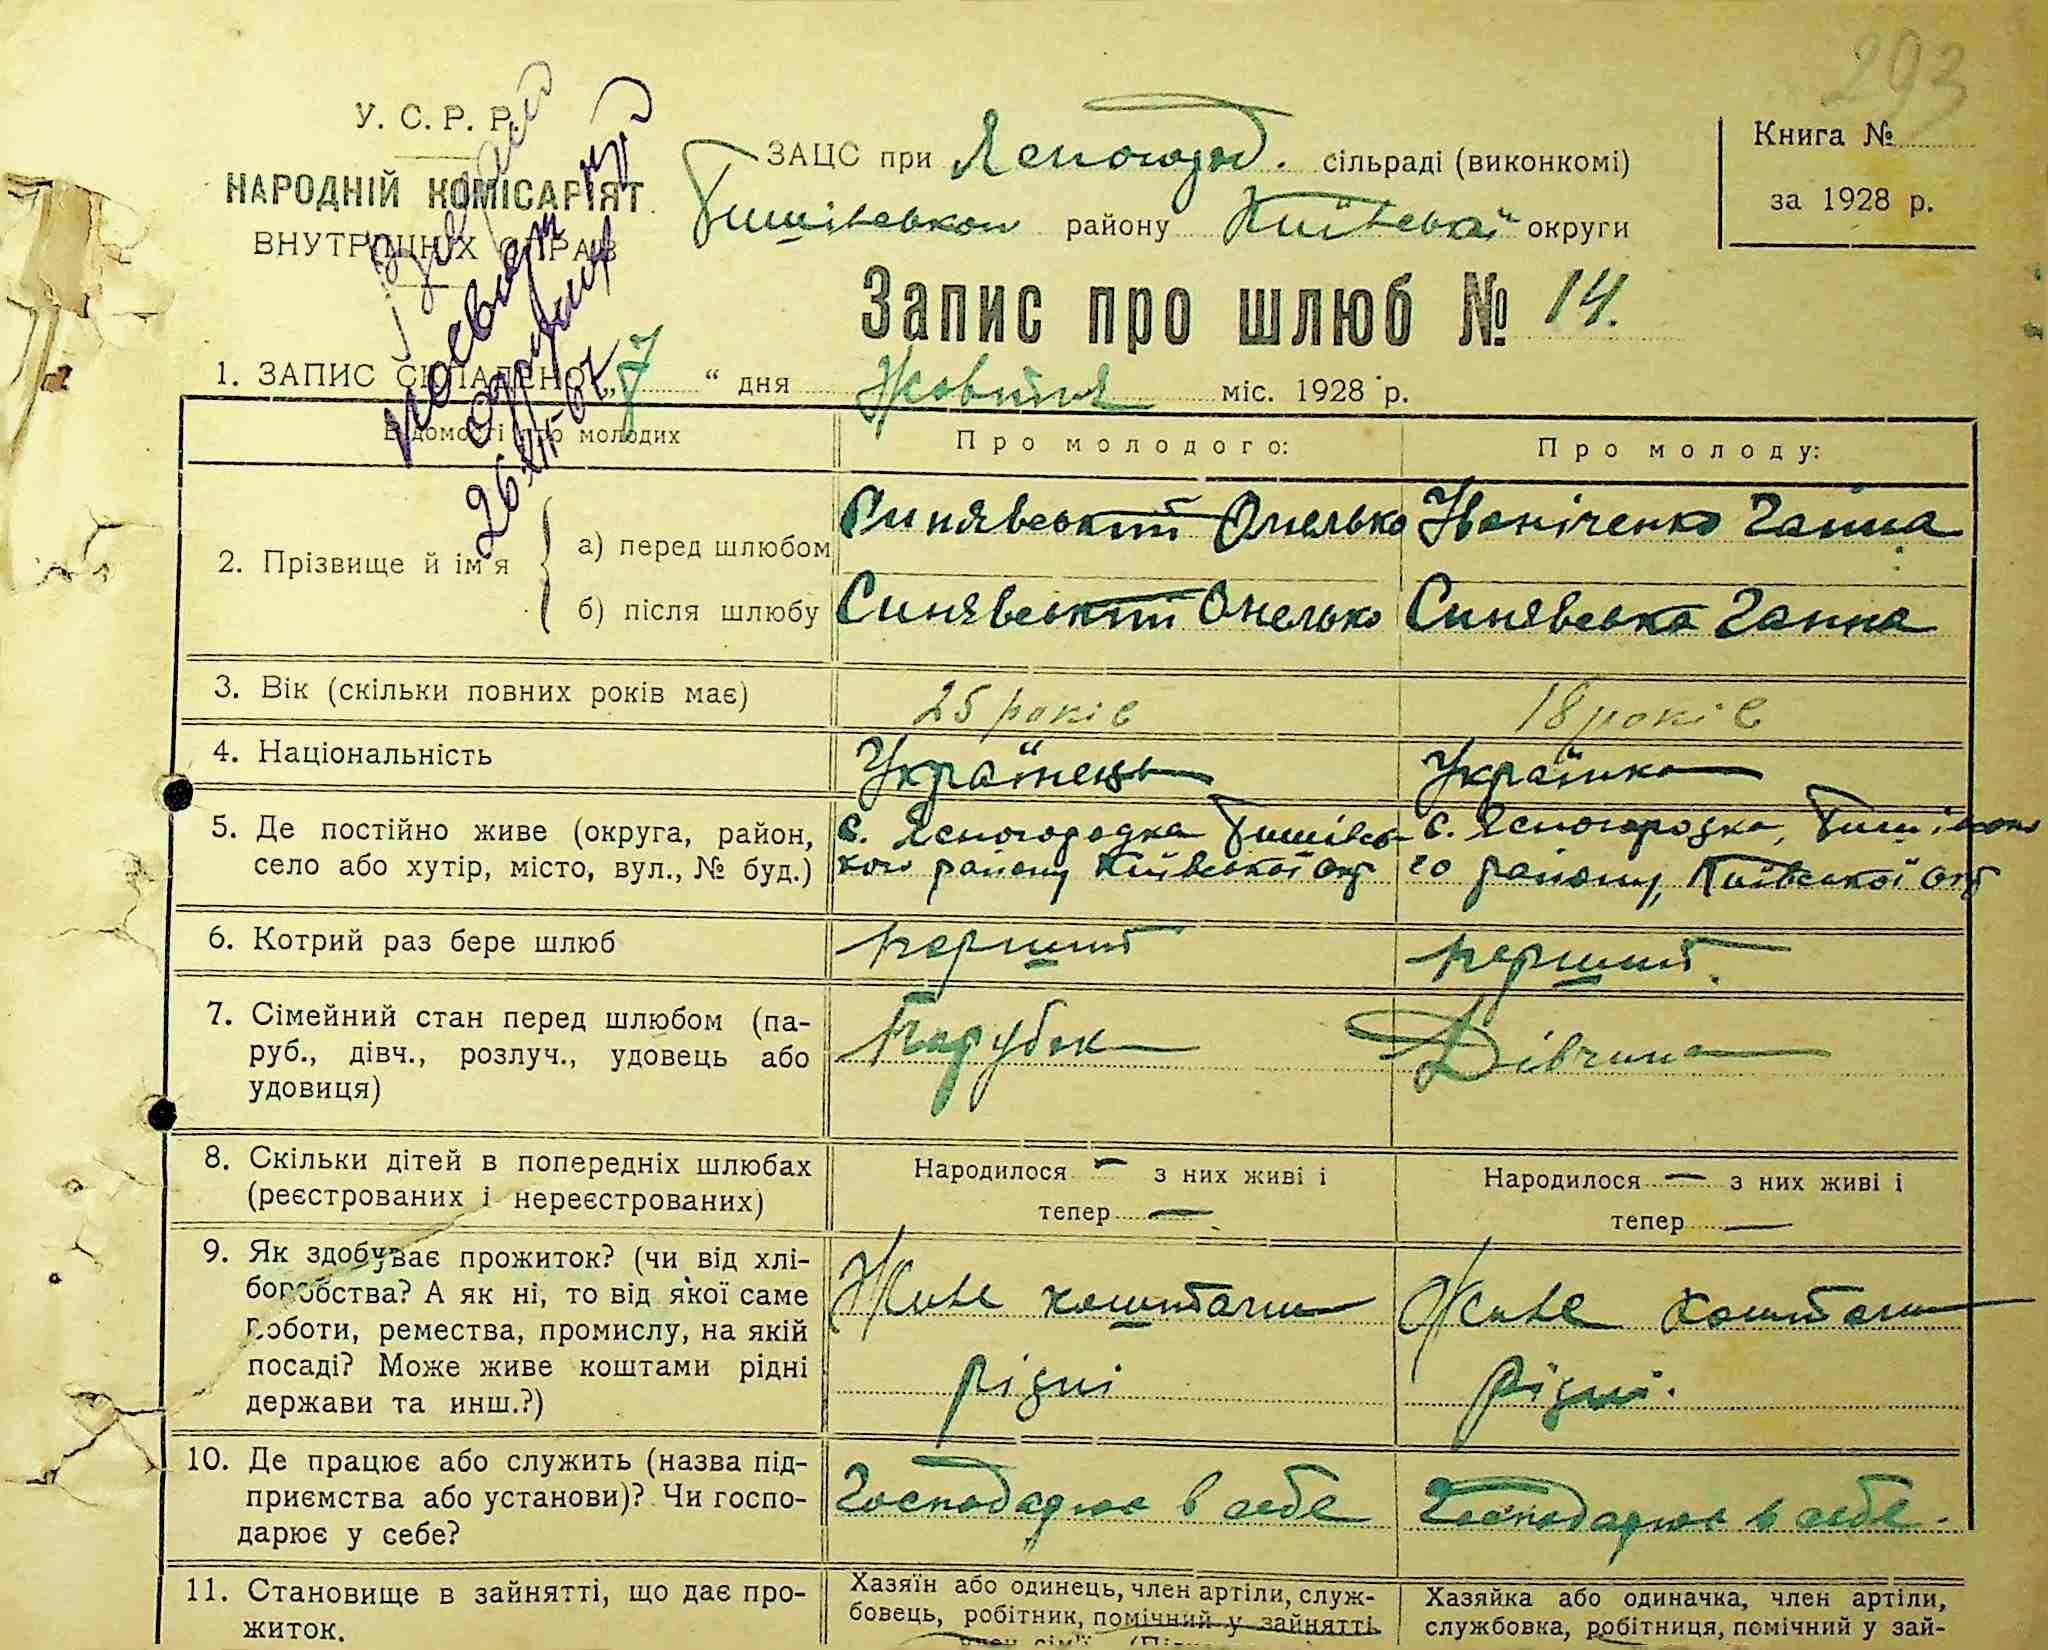 293
У. С. Р. Р.
НАРОДНІЙ КОМІСАРІЯТ
ВНУТРІШНІХ СПРАВ
ЗАЦС при Ясногород. сільраді (виконкомі)
району Київської округи
Книга №
за 1928 р.
Запис про шлюб № 14.
1. ЗАПИС СКЛАДЕНО „7“ дня Жовтня міс. 1928 р.
Відомості про молодих
Про молодого:
Про молоду:
2. Прізвище й ім'я
а) перед шлюбом
Синявський Омелько
Іваніченко Ганна
б) після шлюбу
Синявський Омелько
Синявська Ганна
3. Вік (скільки повних років має)
25 років
18 років
4. Національність
Українець
Українка
5. Де постійно живе (округа, район,
село або хутір, місто, вул., № буд.)
с. Ясногородка
кого району Київської окр
с. Ясногородка,
го району, Київської окр
6. Котрий раз бере шлюб
перший
перший.
7. Сімейний стан перед шлюбом (па-
руб., дівч., розлуч., удовець або
удовиця)
Парубок
Дівчина
8. Скільки дітей в попередніх шлюбах
(реєстрованих і нереєстрованих)
Народилося — з них живі і
тепер —
Народилося — з них живі і
тепер —
9. Як здобуває прожиток? (чи від хлі-
боробства? А як ні, то від якої саме
роботи, ремества, промислу, на якій
посаді? Може живе коштами рідні
держави та инш.?)
Живе коштами
рідні
Живе коштами
рідні.
10. Де працює або служить (назва під-
приємства або установи)? Чи госпо-
дарює у себе?
Господарює в себе
Господарює в себе.
11. Становище в зайнятті, що дає про-
житок.
Хазяїн або одинець, член артіли, служ-
бовець, робітник, помічний у зайнятті
Хазяйка або одиначка, член артіли,
службовка, робітниця, помічний у зай-